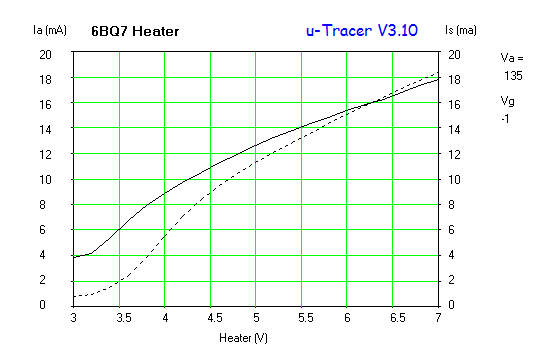 Ia (mA) 6BQ7 Heater u-Tracer V3.10 Is (ma)
20 20
Va =
18 18
135
16 16
Vg
14 14
-1
12 12
10 10
8 8
6 6
4 4
2 2
0 0
3 3.5 4 4.5 5 5.5 6 6.5 7
Heater (V)